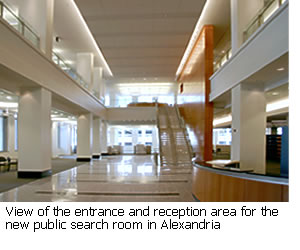 View of the entrance and reception area for the
new public search room in Alexandria